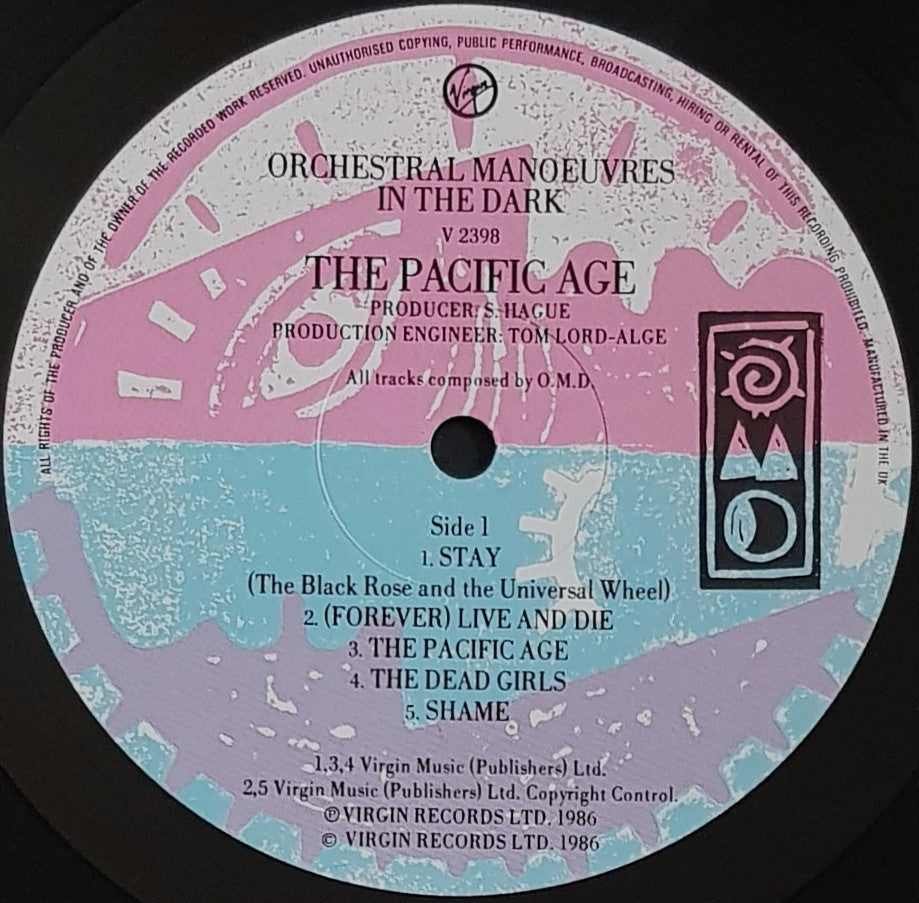 ALL RIGHTS OF THE PRODUCER AND OF THE OWNER OF THE RECORDED WORK RESERVED. UNAUTHORISED COPYING, PUBLIC PERFORMANCE, BROADCASTING, HIRING OR RENTAL OF THIS RECORDING PROHIBITED. MANUFACTURED IN THE UK
Virgin
ORCHESTRAL MANOEUVRES
IN THE DARK
V 2398
THE PACIFIC AGE
PRODUCER: S. HAGUE
PRODUCTION ENGINEER: TOM LORD-ALGE
All tracks composed by O.M.D.
OMD
Side 1
1. STAY
(The Black Rose and the Universal Wheel)
2. (FOREVER) LIVE AND DIE
3. THE PACIFIC AGE
4. THE DEAD GIRLS
5. SHAME
1,3,4 Virgin Music (Publishers) Ltd.
2,5 Virgin Music (Publishers) Ltd. Copyright Control.
℗ VIRGIN RECORDS LTD. 1986
© VIRGIN RECORDS LTD. 1986